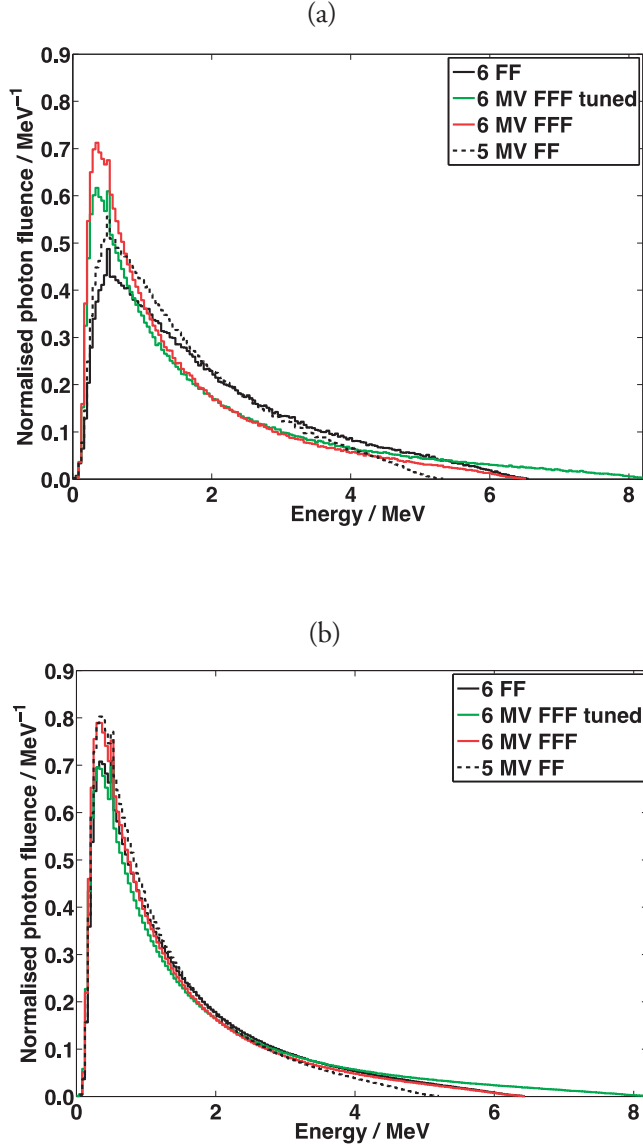 (a)
Normalised photon fluence / MeV⁻¹
0.9
0.8
0.7
0.6
0.5
0.4
0.3
0.2
0.1
0.0
0
2
4
6
8
Energy / MeV
6 FF
6 MV FFF tuned
6 MV FFF
5 MV FF
(b)
Normalised photon fluence / MeV⁻¹
0.9
0.8
0.7
0.6
0.5
0.4
0.3
0.2
0.1
0.0
0
2
4
6
8
Energy / MeV
6 FF
6 MV FFF tuned
6 MV FFF
5 MV FF